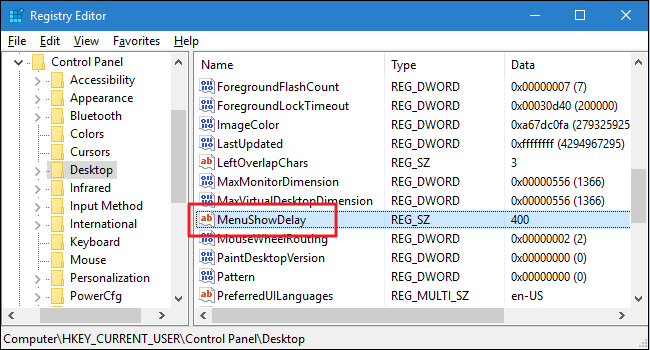 Registry Editor
File Edit View Favorites Help
Control Panel
Accessibility
Appearance
Bluetooth
Colors
Cursors
Desktop
Infrared
Input Method
International
Keyboard
Mouse
Personalization
PowerCfg
Name Type Data
ForegroundFlashCount REG_DWORD 0x00000007 (7)
ForegroundLockTimeout REG_DWORD 0x00030d40 (200000)
ImageColor REG_DWORD 0xa67dc0fa (279325925
LastUpdated REG_DWORD 0xffffffff (4294967295)
LeftOverlapChars REG_SZ 3
MaxMonitorDimension REG_DWORD 0x00000556 (1366)
MaxVirtualDesktopDimension REG_DWORD 0x00000556 (1366)
MenuShowDelay REG_SZ 400
MouseWheelRouting REG_DWORD 0x00000002 (2)
PaintDesktopVersion REG_DWORD 0x00000000 (0)
Pattern REG_DWORD 0x00000000 (0)
PreferredUILanguages REG_MULTI_SZ en-US
Computer\HKEY_CURRENT_USER\Control Panel\Desktop